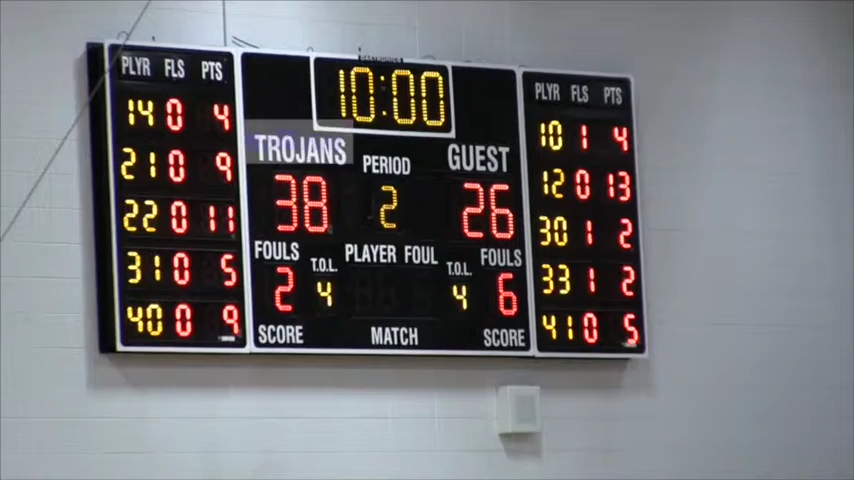 DAKTRONICS
10:00
PLYR FLS PTS
14 0 4
21 0 9
22 0 11
31 0 5
40 0 9
TROJANS PERIOD GUEST
38 2 26
FOULS PLAYER FOUL FOULS
T.O.L. T.O.L.
2 4 4 6
SCORE MATCH SCORE
PLYR FLS PTS
10 1 4
12 0 13
30 1 2
33 1 2
41 0 5